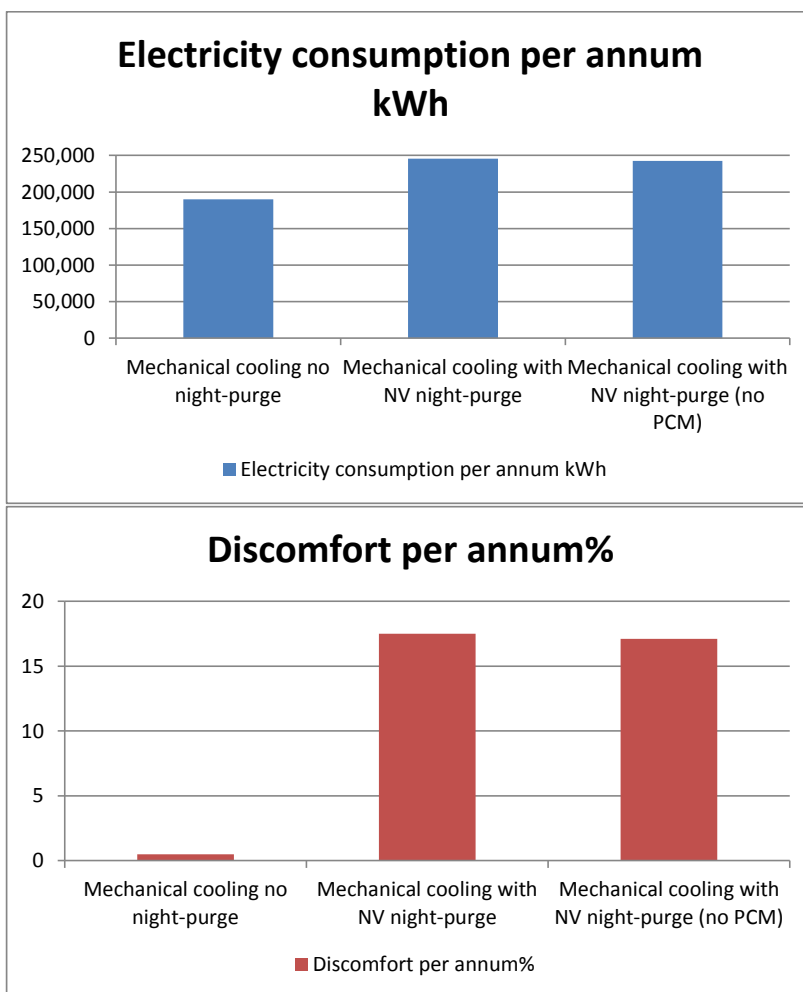 Electricity consumption per annum
kWh
250,000
200,000
150,000
100,000
50,000
0
Mechanical cooling no
night-purge
Mechanical cooling with
NV night-purge
Mechanical cooling with
NV night-purge (no
PCM)
Electricity consumption per annum kWh
Discomfort per annum%
20
15
10
5
0
Mechanical cooling no
night-purge
Mechanical cooling with
NV night-purge
Mechanical cooling with
NV night-purge (no PCM)
Discomfort per annum%